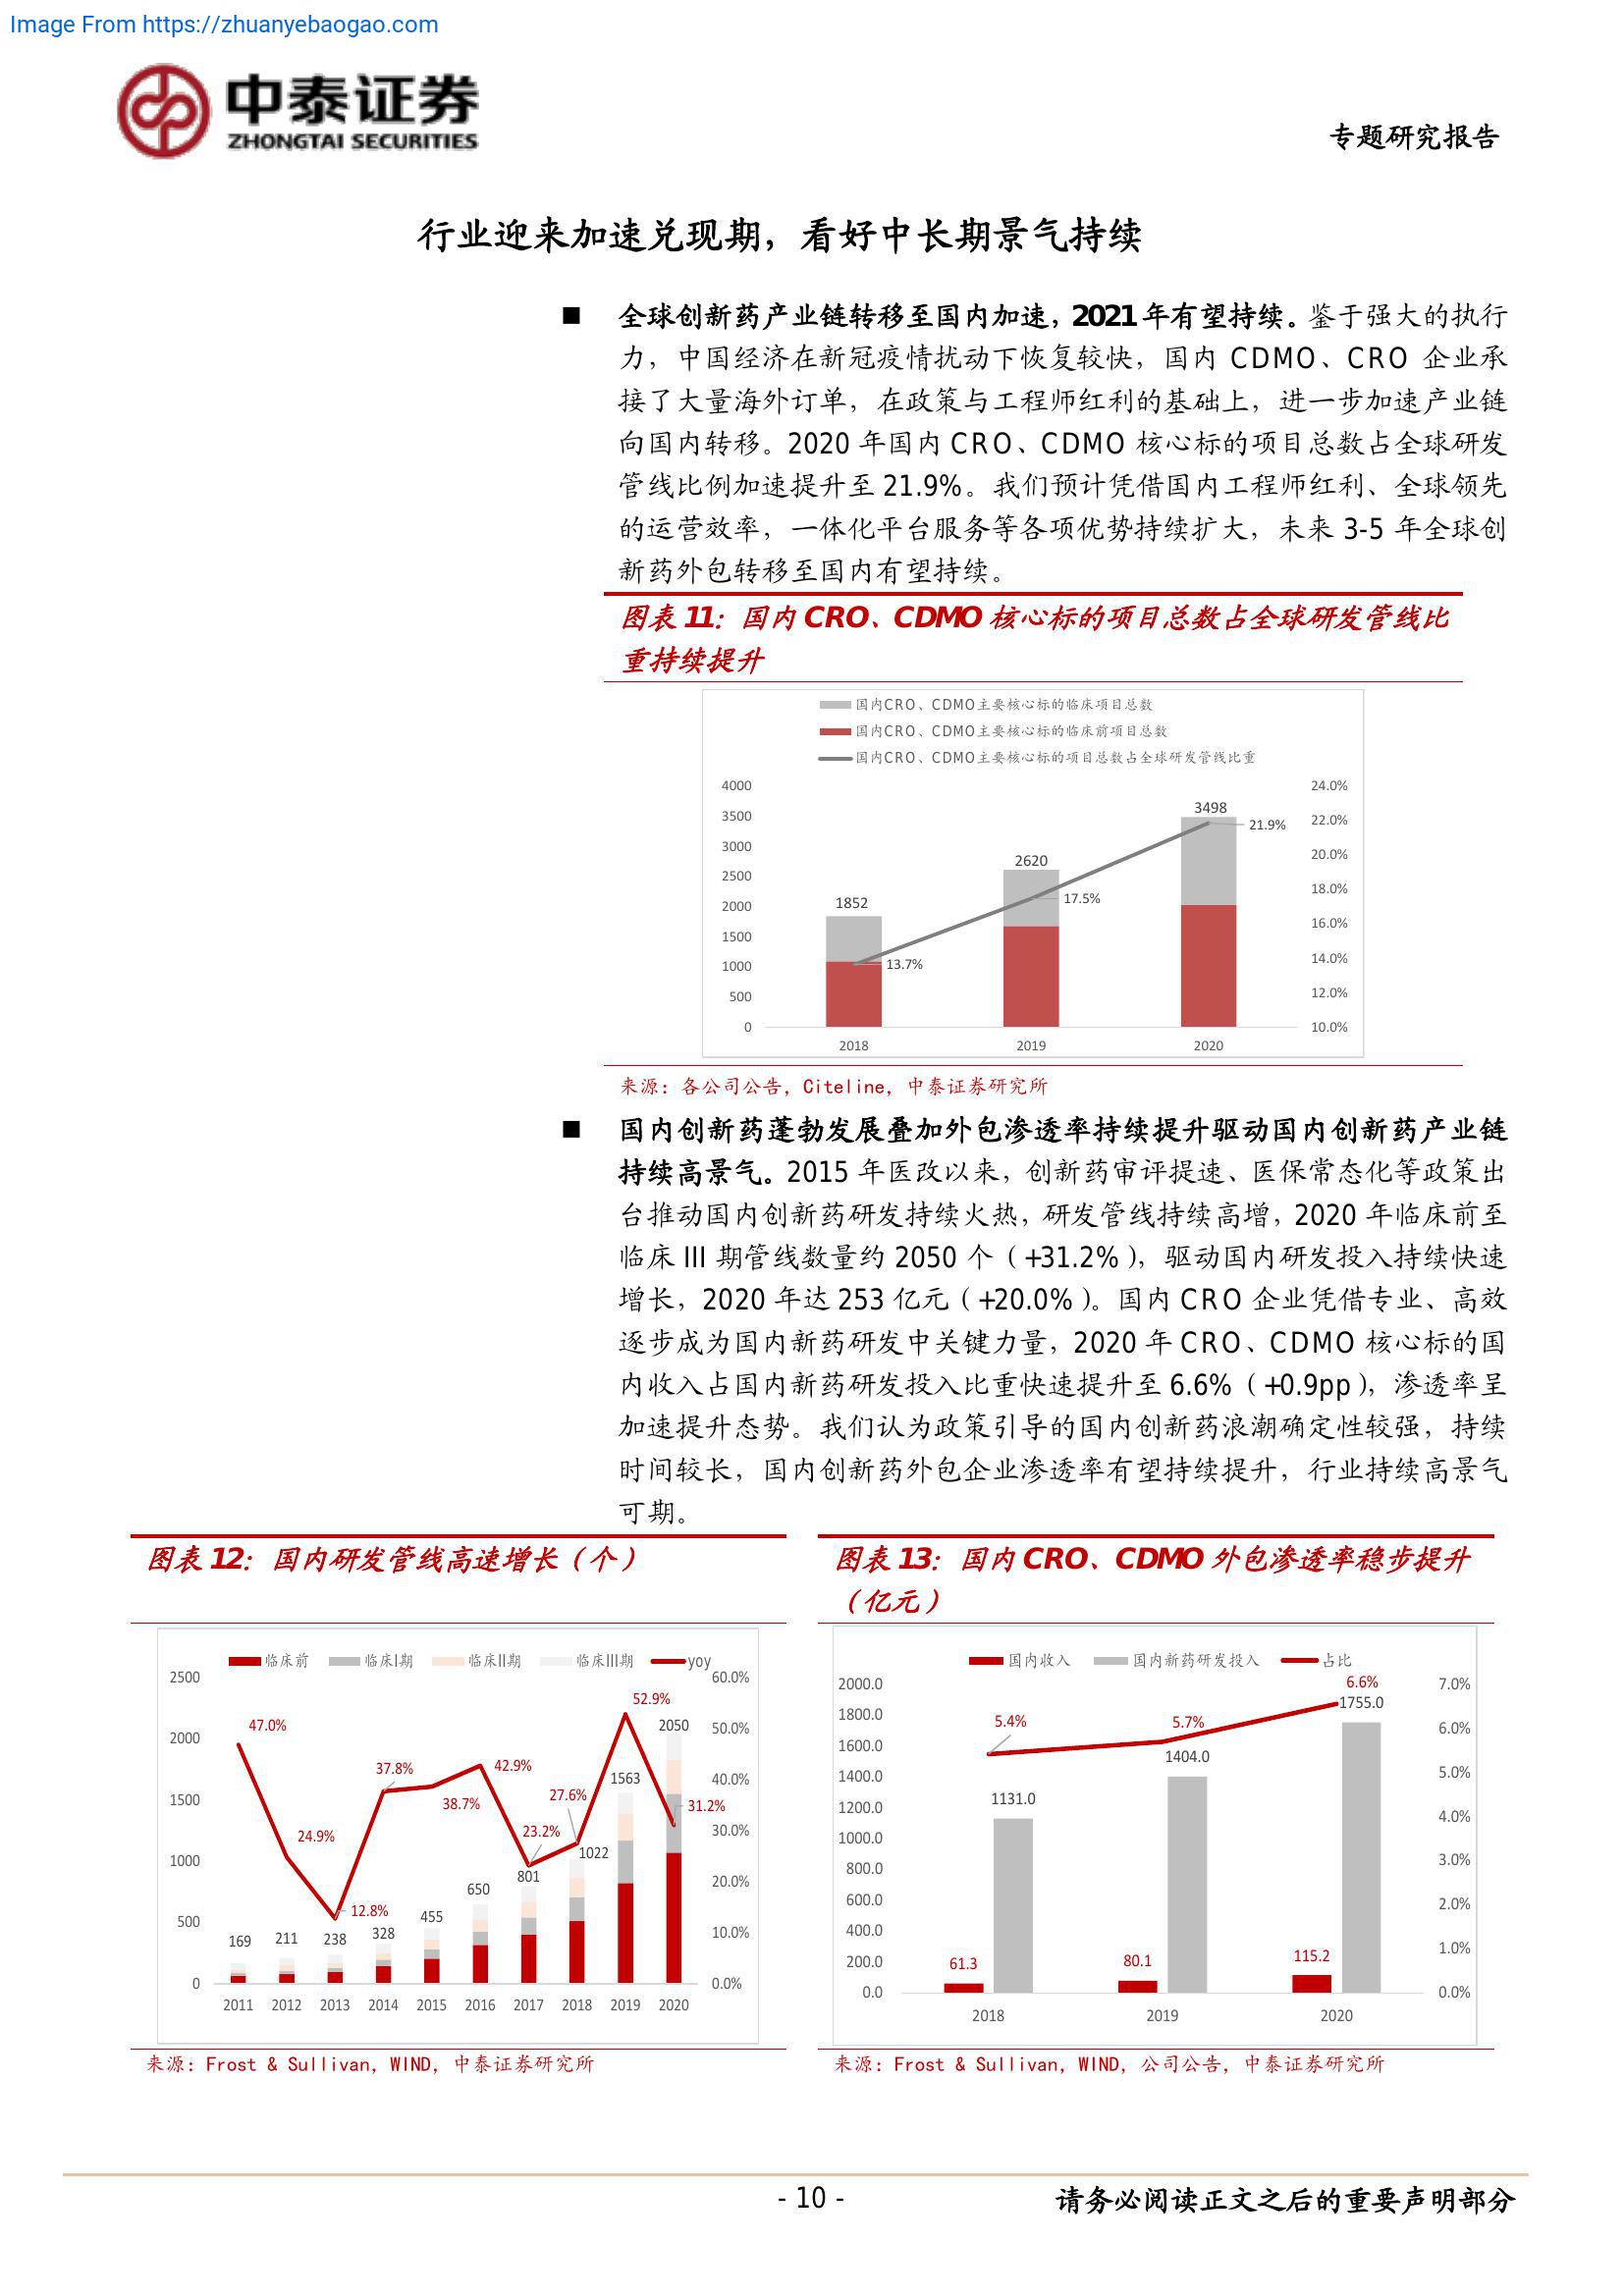 Image From https://zhuanyebaogao.com
中泰证券
ZHONGTAI SECURITIES
专题研究报告
行业迎来加速兑现期，看好中长期景气持续
■ 全球创新药产业链转移至国内加速，2021年有望持续。鉴于强大的执行
力，中国经济在新冠疫情扰动下恢复较快，国内 CDMO、CRO 企业承
接了大量海外订单，在政策与工程师红利的基础上，进一步加速产业链
向国内转移。2020 年国内 CRO、CDMO 核心标的项目总数占全球研发
管线比例加速提升至 21.9%。我们预计凭借国内工程师红利、全球领先
的运营效率，一体化平台服务等各项优势持续扩大，未来 3-5 年全球创
新药外包转移至国内有望持续。
图表 11：国内 CRO、CDMO 核心标的项目总数占全球研发管线比
重持续提升
国内CRO、CDMO主要核心标的临床项目总数
国内CRO、CDMO主要核心标的临床前项目总数
国内CRO、CDMO主要核心标的项目总数占全球研发管线比重
4000 24.0%
3500 3498 22.0% 21.9%
3000 2620 20.0%
2500 18.0%
2000 1852 17.5%
1500 16.0%
1000 13.7% 14.0%
500 12.0%
0 10.0%
2018 2019 2020
来源：各公司公告，Citeline，中泰证券研究所
■ 国内创新药蓬勃发展叠加外包渗透率持续提升驱动国内创新药产业链
持续高景气。2015 年医改以来，创新药审评提速、医保常态化等政策出
台推动国内创新药研发持续火热，研发管线持续高增，2020 年临床前至
临床 III 期管线数量约 2050 个（+31.2%），驱动国内研发投入持续快速
增长，2020 年达 253 亿元（+20.0%）。国内 CRO 企业凭借专业、高效
逐步成为国内新药研发中关键力量，2020 年 CRO、CDMO 核心标的国
内收入占国内新药研发投入比重快速提升至 6.6%（+0.9pp），渗透率呈
加速提升态势。我们认为政策引导的国内创新药浪潮确定性较强，持续
时间较长，国内创新药外包企业渗透率有望持续提升，行业持续高景气
可期。
图表 12：国内研发管线高速增长（个）
临床前 临床I期 临床II期 临床III期 yoy
2500 60.0%
52.9%
47.0% 2050 50.0%
2000
37.8% 42.9% 1563 40.0%
1500 38.7% 27.6% 31.2%
24.9% 23.2% 30.0%
1000 1022
650 801 20.0%
500 12.8% 455 10.0%
169 211 238 328
0 0.0%
2011 2012 2013 2014 2015 2016 2017 2018 2019 2020
来源：Frost & Sullivan，WIND，中泰证券研究所
图表 13：国内 CRO、CDMO 外包渗透率稳步提升
（亿元）
国内收入 国内新药研发投入 占比
2000.0 6.6% 7.0%
1800.0 5.4% 5.7% 1755.0 6.0%
1600.0 1404.0
1400.0 5.0%
1200.0 1131.0 4.0%
1000.0
800.0 3.0%
600.0 2.0%
400.0
200.0 61.3 80.1 115.2 1.0%
0.0 0.0%
2018 2019 2020
来源：Frost & Sullivan，WIND，公司公告，中泰证券研究所
- 10 -
请务必阅读正文之后的重要声明部分